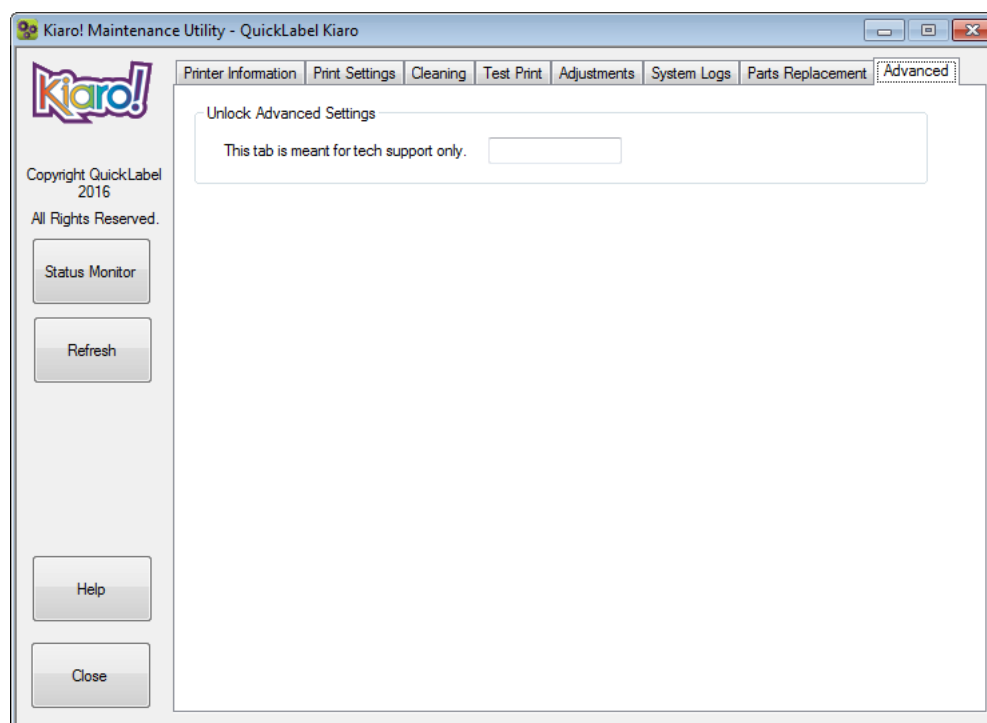 Kiaro! Maintenance Utility - QuickLabel Kiaro
Kiaro!
Printer Information Print Settings Cleaning Test Print Adjustments System Logs Parts Replacement Advanced
Unlock Advanced Settings
This tab is meant for tech support only.
Copyright QuickLabel
2016
All Rights Reserved.
Status Monitor
Refresh
Help
Close